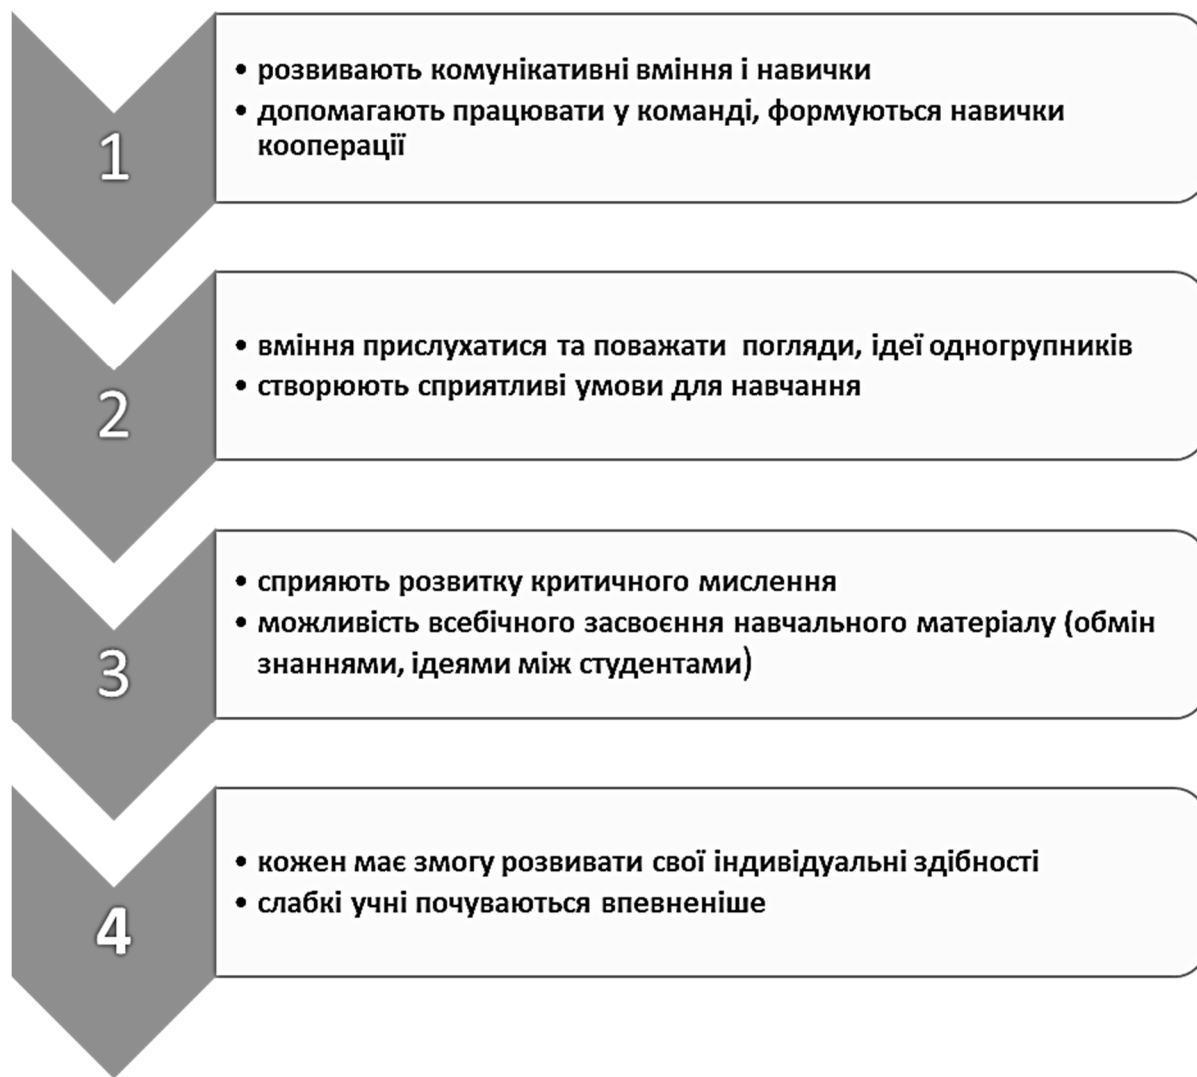 1
• розвивають комунікативні вміння і навички
• допомагають працювати у команді, формуються навички
кооперації
2
• вміння прислухатися та поважати погляди, ідеї одногрупників
• створюють сприятливі умови для навчання
3
• сприяють розвитку критичного мислення
• можливість всебічного засвоєння навчального матеріалу (обмін
знаннями, ідеями між студентами)
4
• кожен має змогу розвивати свої індивідуальні здібності
• слабкі учні почуваються впевненіше